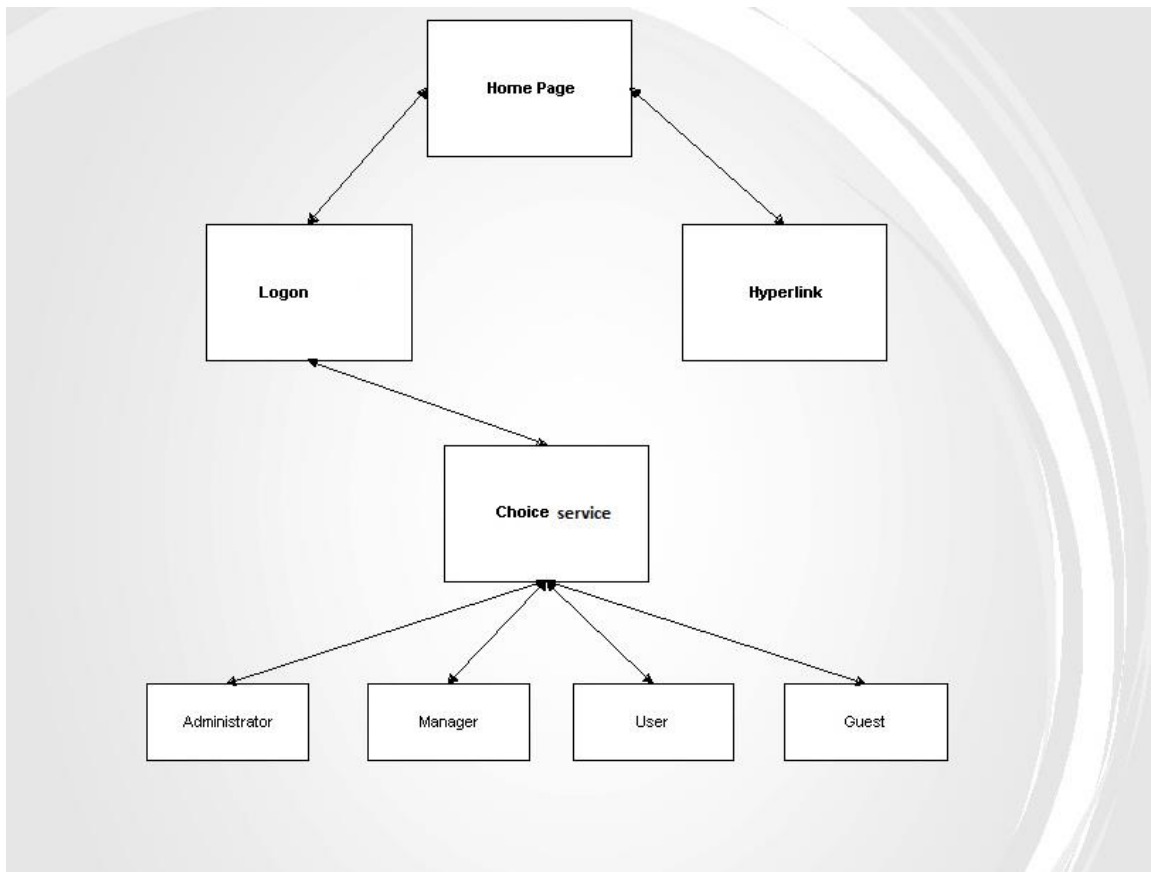 Home Page
Logon
Hyperlink
Choice service
Administrator
Manager
User
Guest